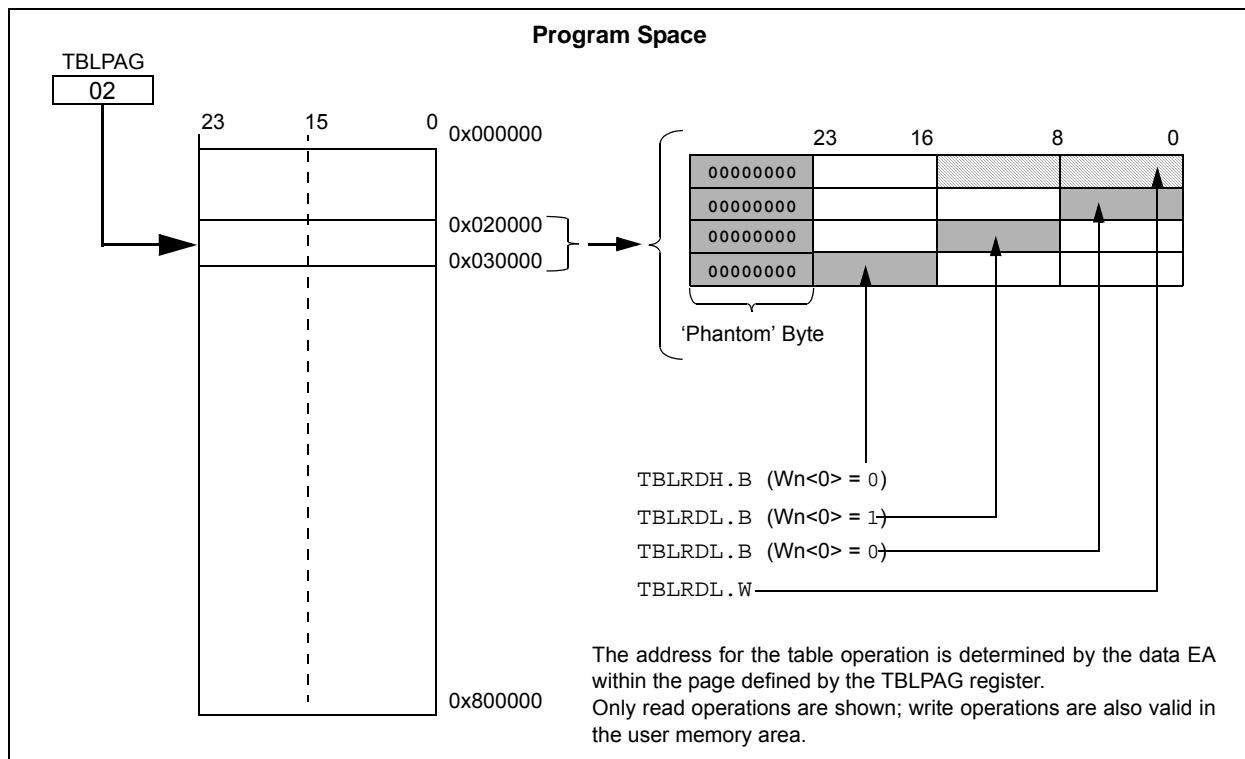 Program Space
TBLPAG
02
23 15 0
0x000000
0x020000
0x030000
0x800000
23 16 8 0
00000000
00000000
00000000
00000000
‘Phantom’ Byte
TBLRDH.B (Wn<0> = 0)
TBLRDL.B (Wn<0> = 1)
TBLRDL.B (Wn<0> = 0)
TBLRDL.W
The address for the table operation is determined by the data EA
within the page defined by the TBLPAG register.
Only read operations are shown; write operations are also valid in
the user memory area.